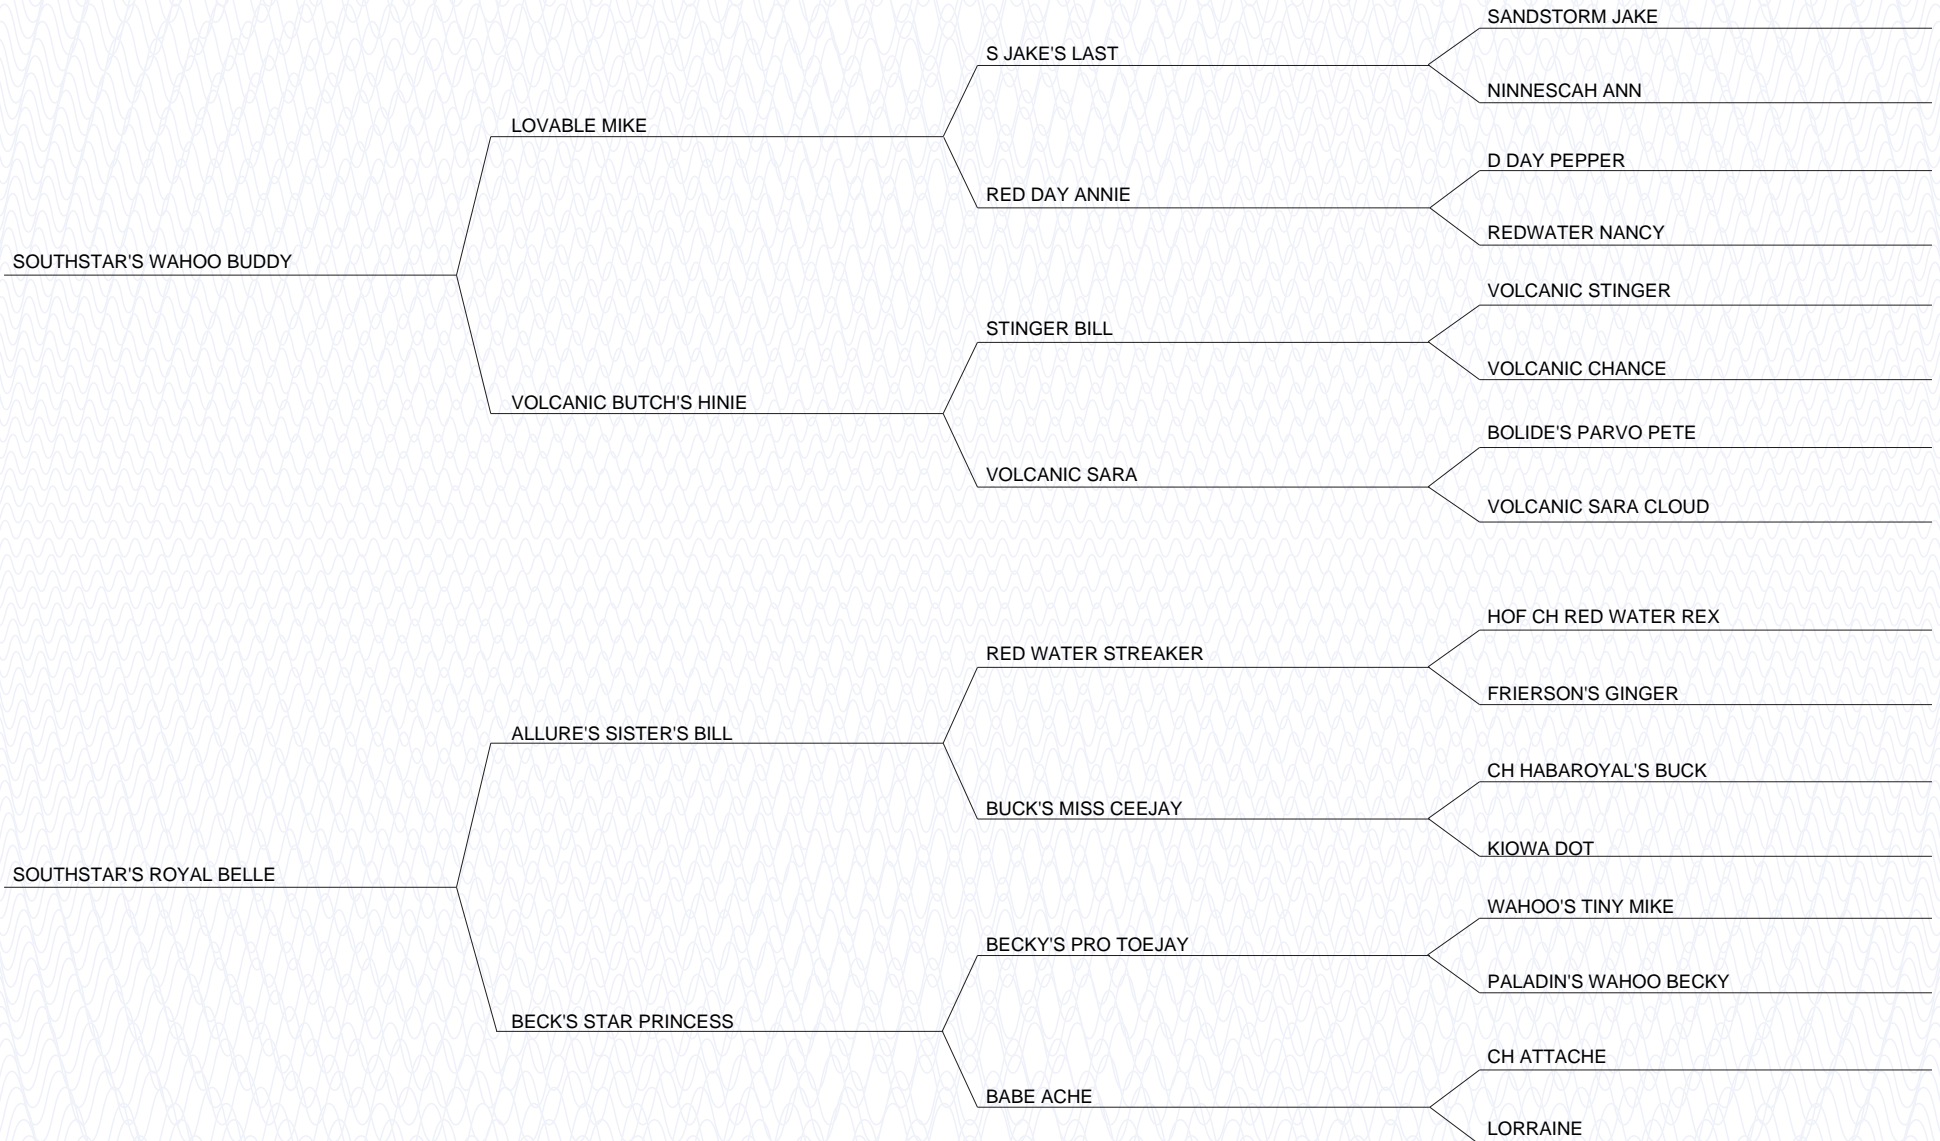 SANDSTORM JAKE
S JAKE'S LAST
NINNESCAH ANN
LOVABLE MIKE
D DAY PEPPER
RED DAY ANNIE
REDWATER NANCY
SOUTHSTAR'S WAHOO BUDDY
VOLCANIC STINGER
STINGER BILL
VOLCANIC CHANCE
VOLCANIC BUTCH'S HINIE
BOLIDE'S PARVO PETE
VOLCANIC SARA
VOLCANIC SARA CLOUD
HOF CH RED WATER REX
RED WATER STREAKER
FRIERSON'S GINGER
ALLURE'S SISTER'S BILL
CH HABAROYAL'S BUCK
BUCK'S MISS CEEJAY
KIOWA DOT
SOUTHSTAR'S ROYAL BELLE
WAHOO'S TINY MIKE
BECKY'S PRO TOEJAY
PALADIN'S WAHOO BECKY
BECK'S STAR PRINCESS
CH ATTACHE
BABE ACHE
LORRAINE